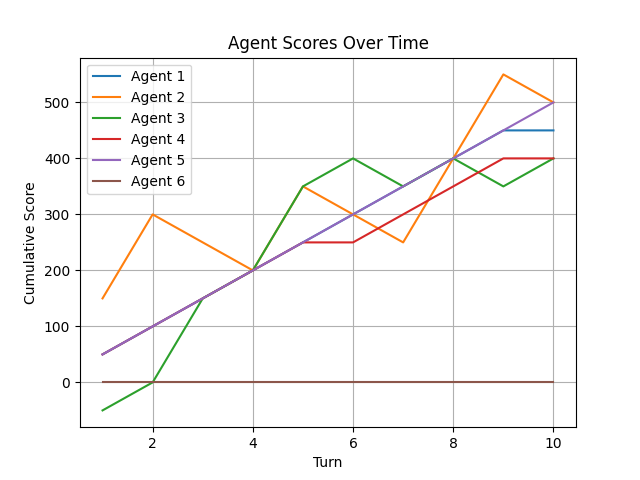 Agent Scores Over Time
Agent 1
Agent 2
Agent 3
Agent 4
Agent 5
Agent 6
Cumulative Score
500
400
300
200
100
0
2 4 6 8 10
Turn